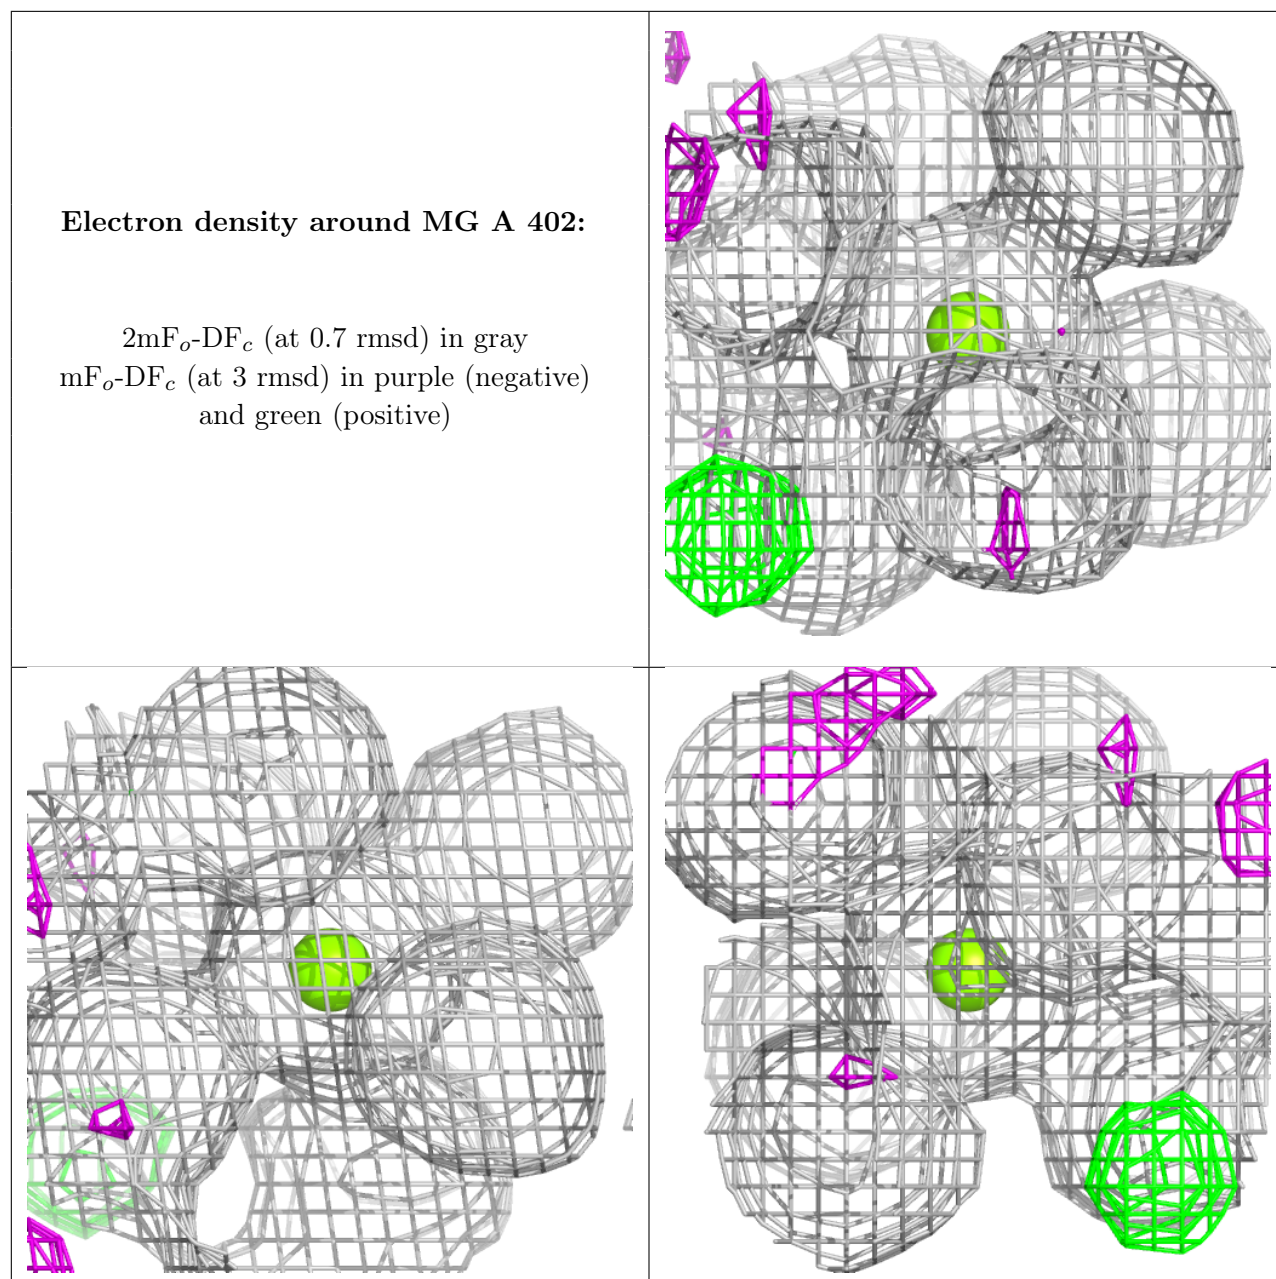 Electron density around MG A 402:
2mFo-DFc (at 0.7 rmsd) in gray
mFo-DFc (at 3 rmsd) in purple (negative)
and green (positive)